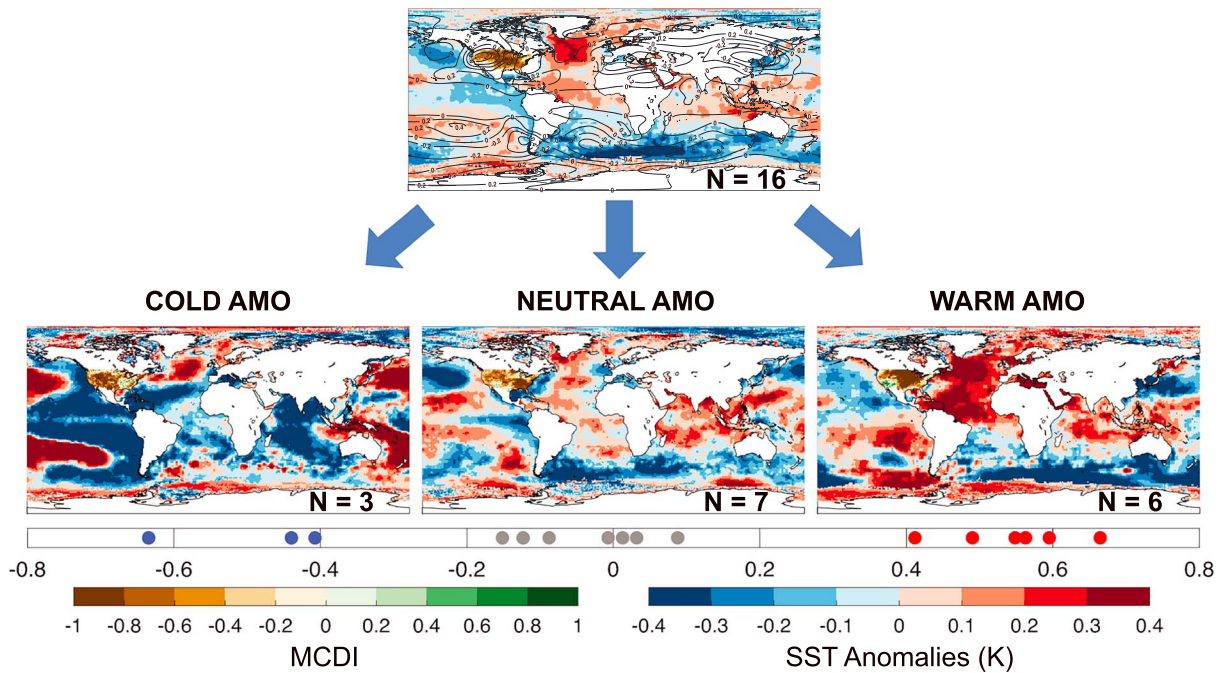 N = 16
COLD AMO NEUTRAL AMO WARM AMO
N = 3 N = 7 N = 6
-0.8 -0.6 -0.4 -0.2 0 0.2 0.4 0.6 0.8
-1 -0.8 -0.6 -0.4 -0.2 0 0.2 0.4 0.6 0.8 1
MCDI
-0.4 -0.3 -0.2 -0.1 0 0.1 0.2 0.3 0.4
SST Anomalies (K)